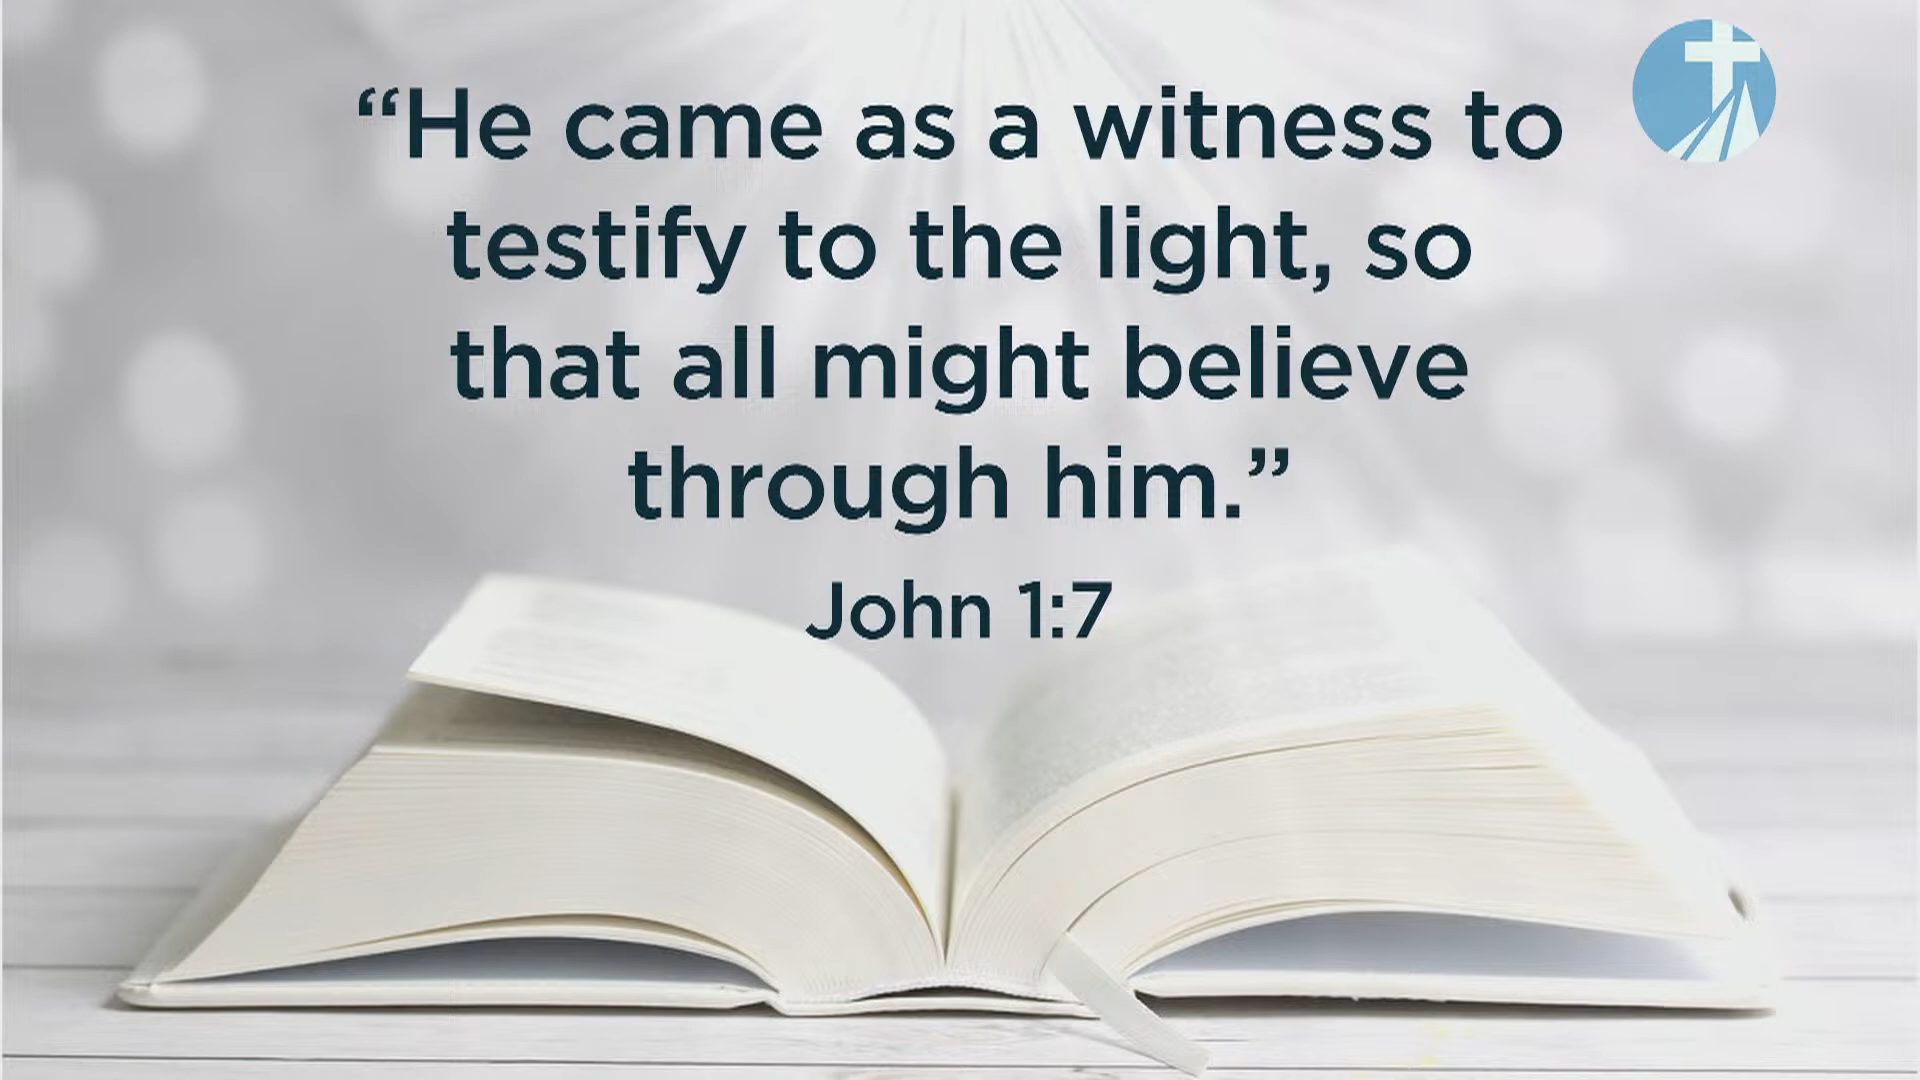 “He came as a witness to
testify to the light, so
that all might believe
through him.”
John 1:7